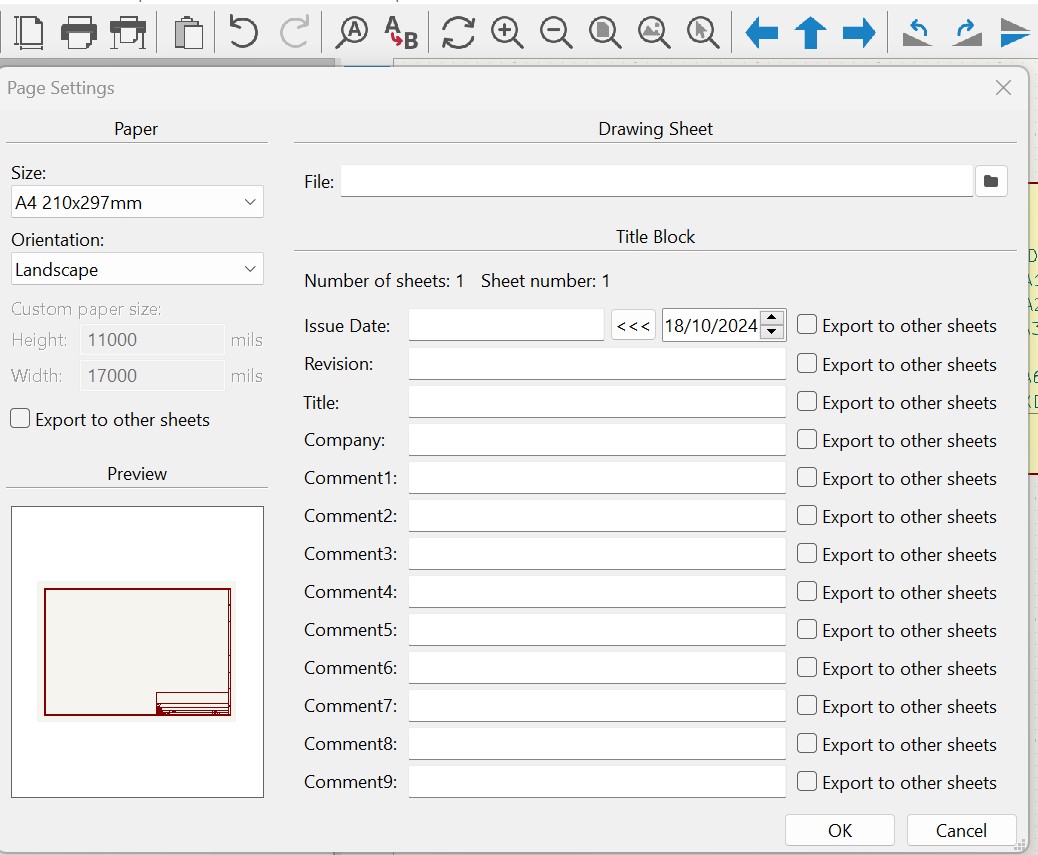 Page Settings
Paper
Size:
A4 210x297mm
Orientation:
Landscape
Custom paper size:
Height: 11000 mils
Width: 17000 mils
Export to other sheets
Preview
Drawing Sheet
File:
Title Block
Number of sheets: 1 Sheet number: 1
Issue Date: <<< 18/10/2024 Export to other sheets
Revision: Export to other sheets
Title: Export to other sheets
Company: Export to other sheets
Comment1: Export to other sheets
Comment2: Export to other sheets
Comment3: Export to other sheets
Comment4: Export to other sheets
Comment5: Export to other sheets
Comment6: Export to other sheets
Comment7: Export to other sheets
Comment8: Export to other sheets
Comment9: Export to other sheets
OK Cancel